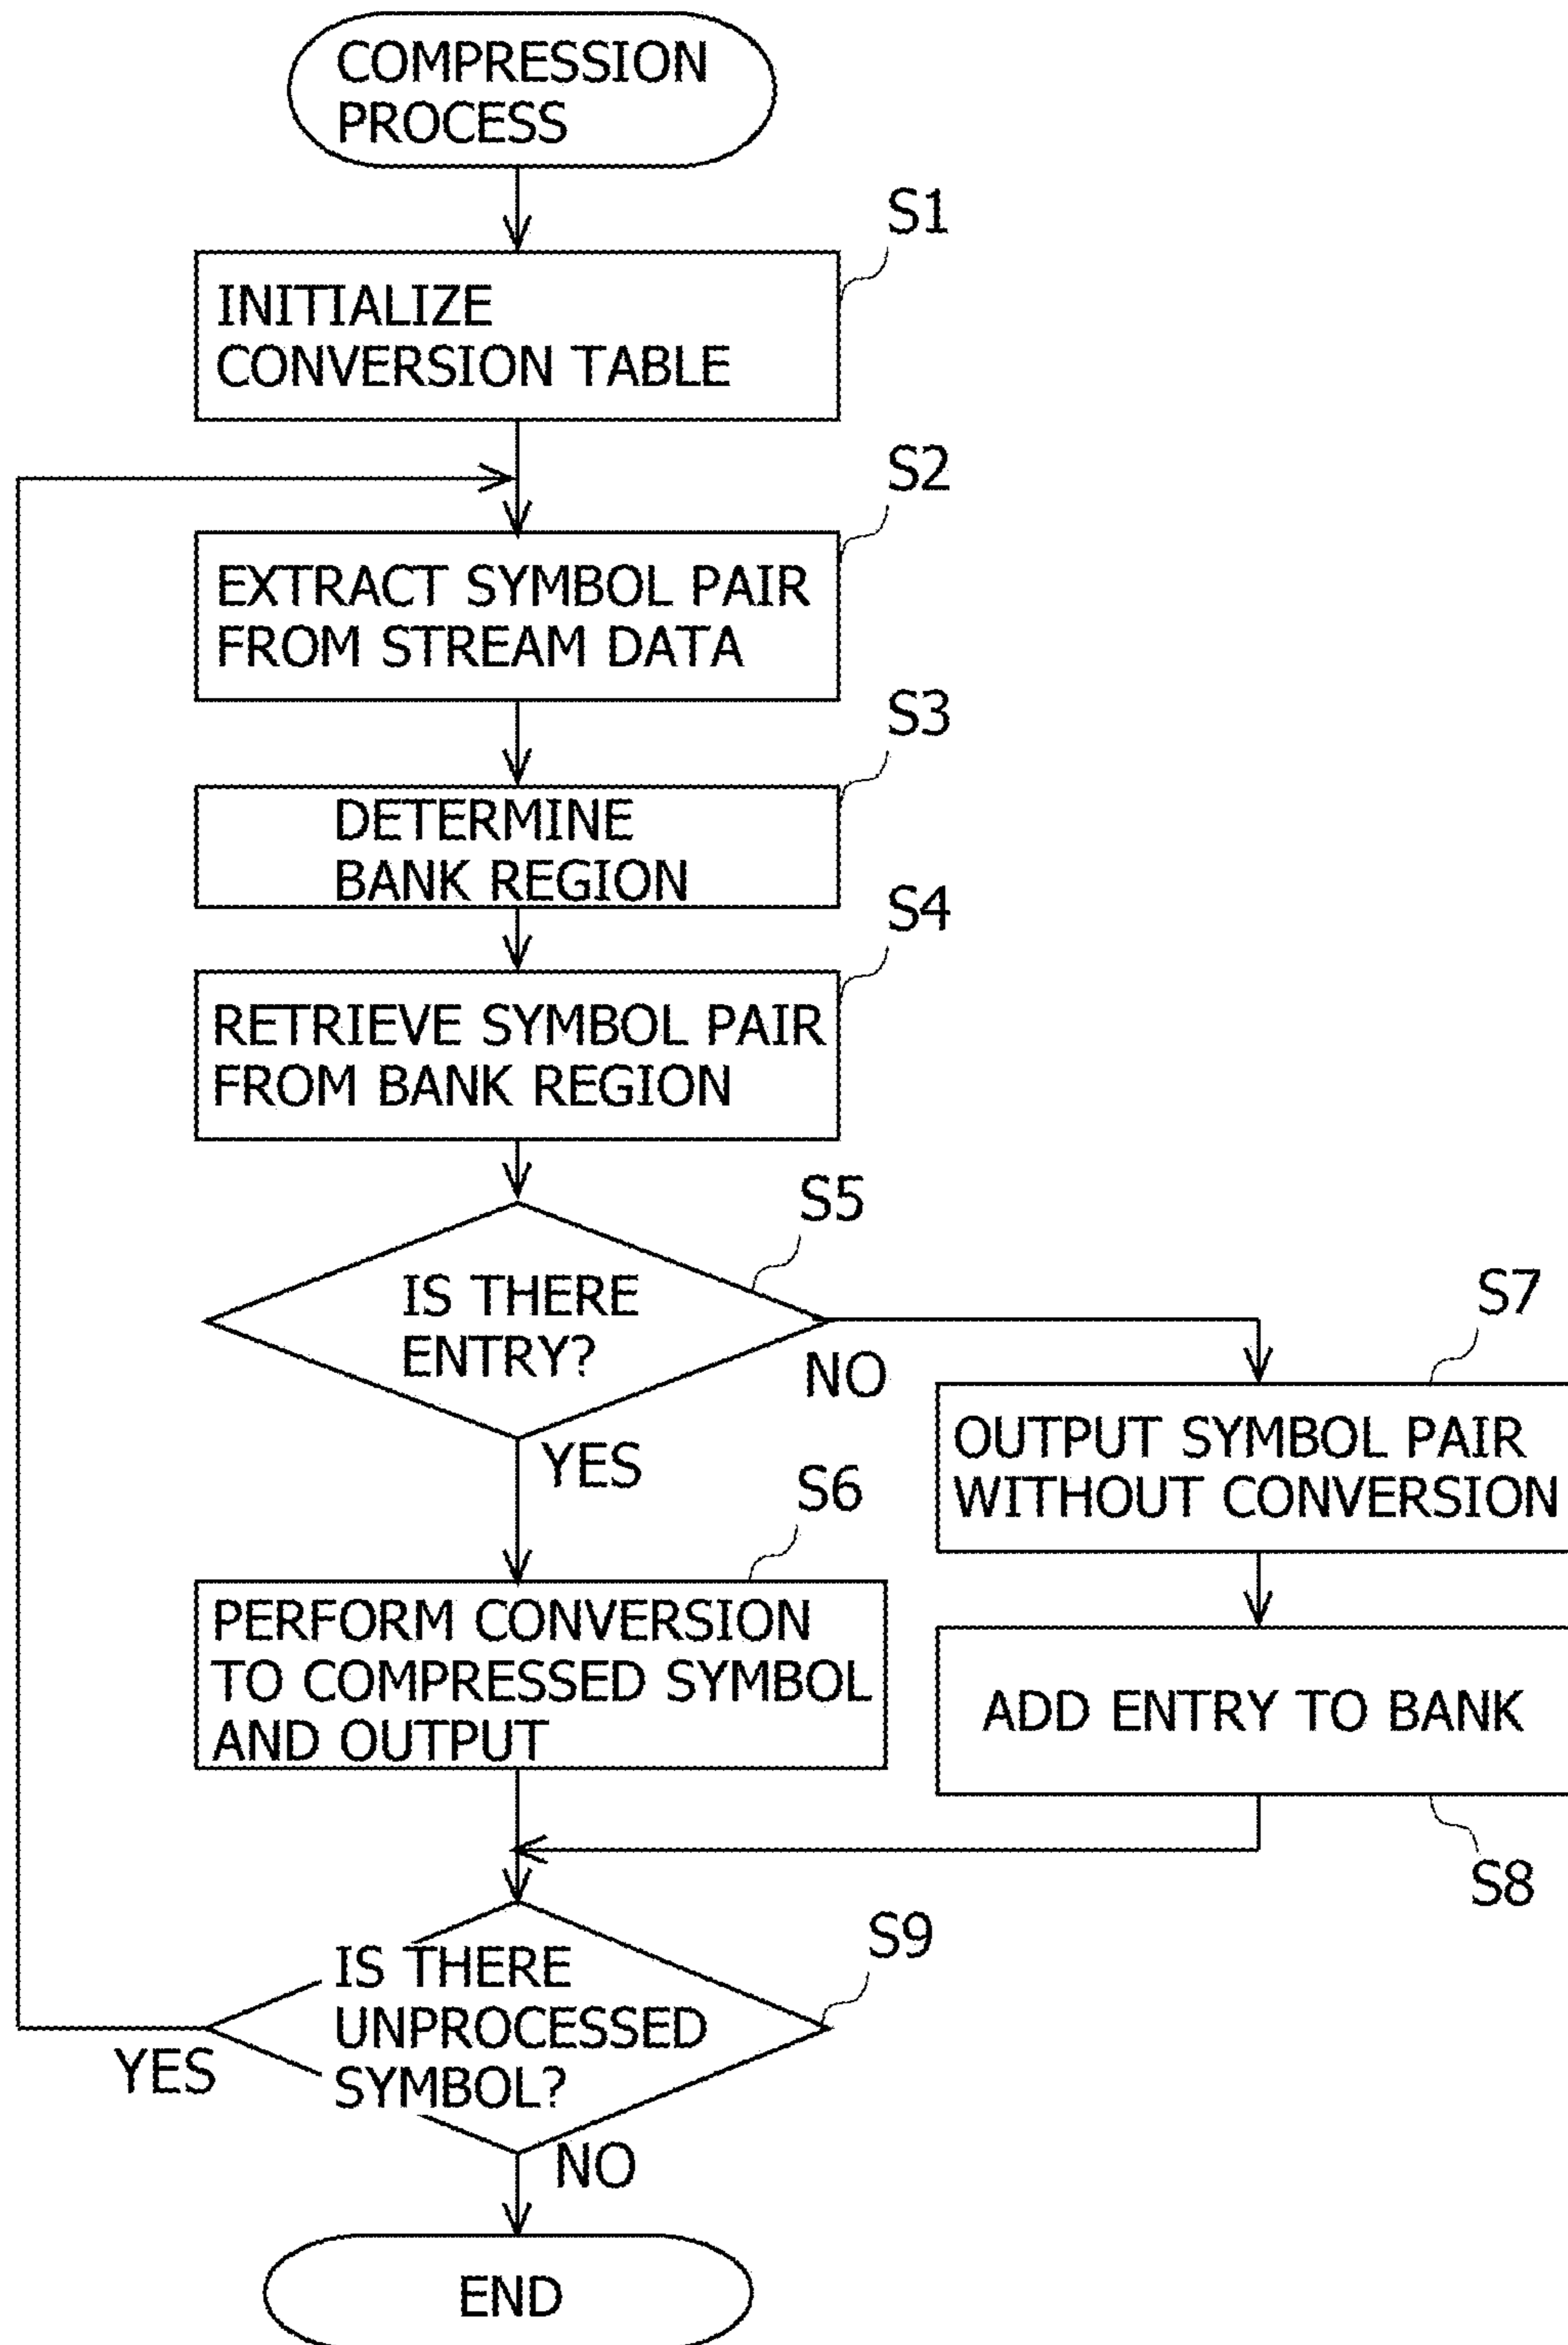 COMPRESSION
PROCESS
S1
INITIALIZE
CONVERSION TABLE
S2
EXTRACT SYMBOL PAIR
FROM STREAM DATA
S3
DETERMINE
BANK REGION
S4
RETRIEVE SYMBOL PAIR
FROM BANK REGION
S5
IS THERE
ENTRY?
NO
YES
S7
OUTPUT SYMBOL PAIR
WITHOUT CONVERSION
S6
PERFORM CONVERSION
TO COMPRESSED SYMBOL
AND OUTPUT
ADD ENTRY TO BANK
S8
S9
IS THERE
UNPROCESSED
SYMBOL?
YES
NO
END